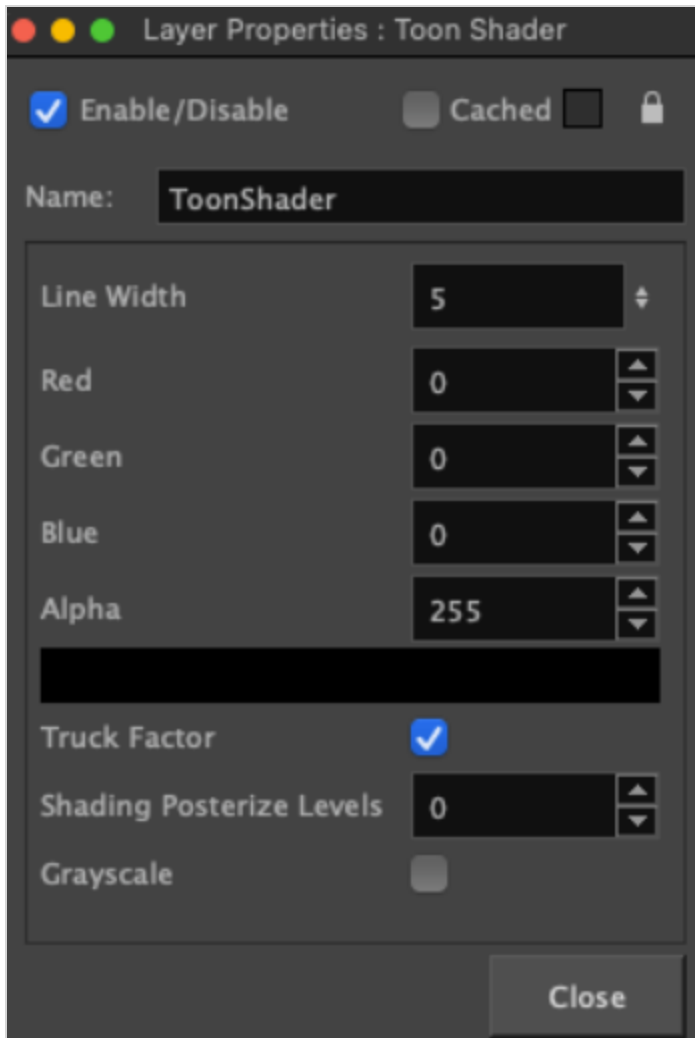 Layer Properties : Toon Shader
Enable/Disable Cached
Name: ToonShader
Line Width 5
Red 0
Green 0
Blue 0
Alpha 255
Truck Factor
Shading Posterize Levels 0
Grayscale
Close